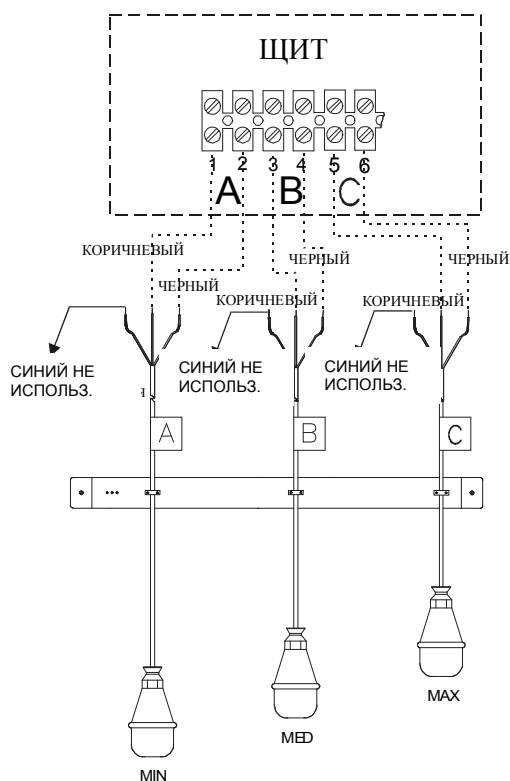 ЩИТ
1 2 3 4 5 6
A B C
КОРИЧНЕВЫЙ
ЧЕРНЫЙ
ЧЕРНЫЙ
ЧЕРНЫЙ
КОРИЧНЕВЫЙ
КОРИЧНЕВЫЙ
СИНИЙ НЕ
ИСПОЛЬЗ.
СИНИЙ НЕ
ИСПОЛЬЗ.
СИНИЙ НЕ
ИСПОЛЬЗ.
A B C
MAX
MED
MIN